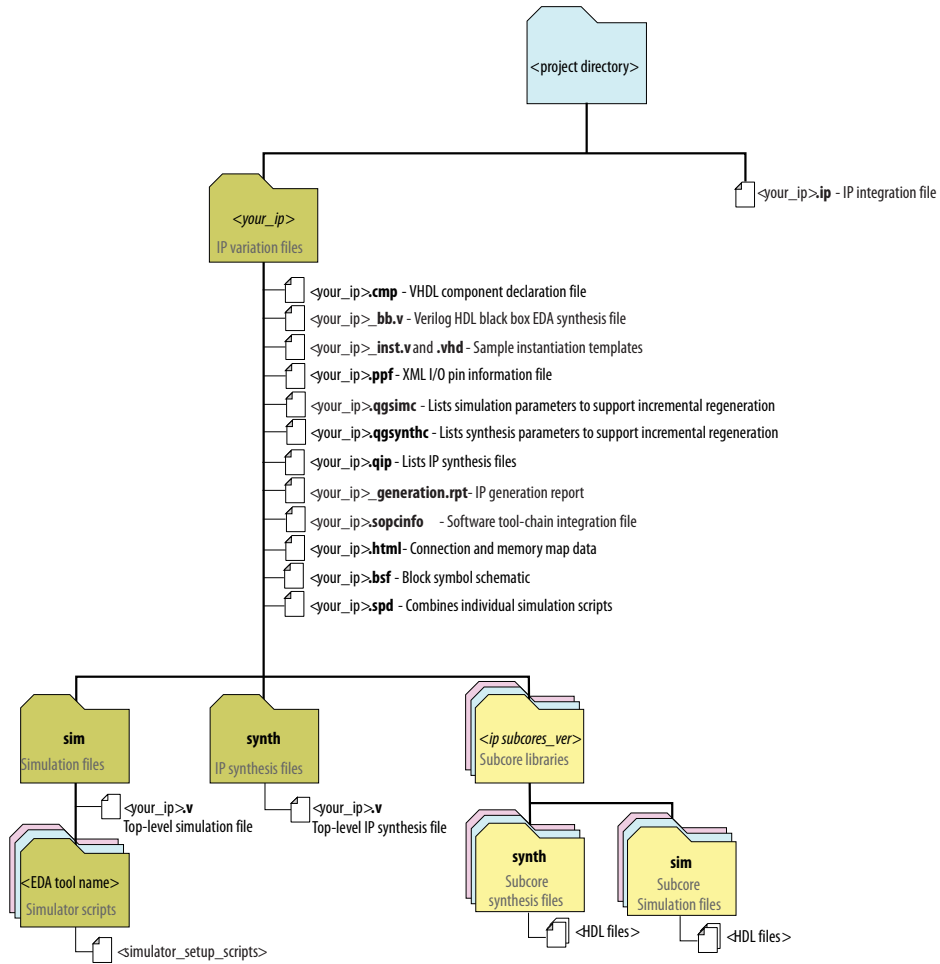 <project directory>
<your_ip>.ip - IP integration file
<your_ip>
IP variation files
<your_ip>.cmp - VHDL component declaration file
<your_ip>_bb.v - Verilog HDL black box EDA synthesis file
<your_ip>_inst.v and .vhd - Sample instantiation templates
<your_ip>.ppf - XML I/O pin information file
<your_ip>.qgsimc - Lists simulation parameters to support incremental regeneration
<your_ip>.qgsynthc - Lists synthesis parameters to support incremental regeneration
<your_ip>.qip - Lists IP synthesis files
<your_ip>_generation.rpt- IP generation report
<your_ip>.sopcinfo - Software tool-chain integration file
<your_ip>.html- Connection and memory map data
<your_ip>.bsf - Block symbol schematic
<your_ip>.spd - Combines individual simulation scripts
sim
Simulation files
synth
IP synthesis files
<ip subcores_ver>
Subcore libraries
<your_ip>.v
Top-level simulation file
<your_ip>.v
Top-level IP synthesis file
<EDA tool name>
Simulator scripts
<simulator_setup_scripts>
synth
Subcore
synthesis files
<HDL files>
sim
Subcore
Simulation files
<HDL files>